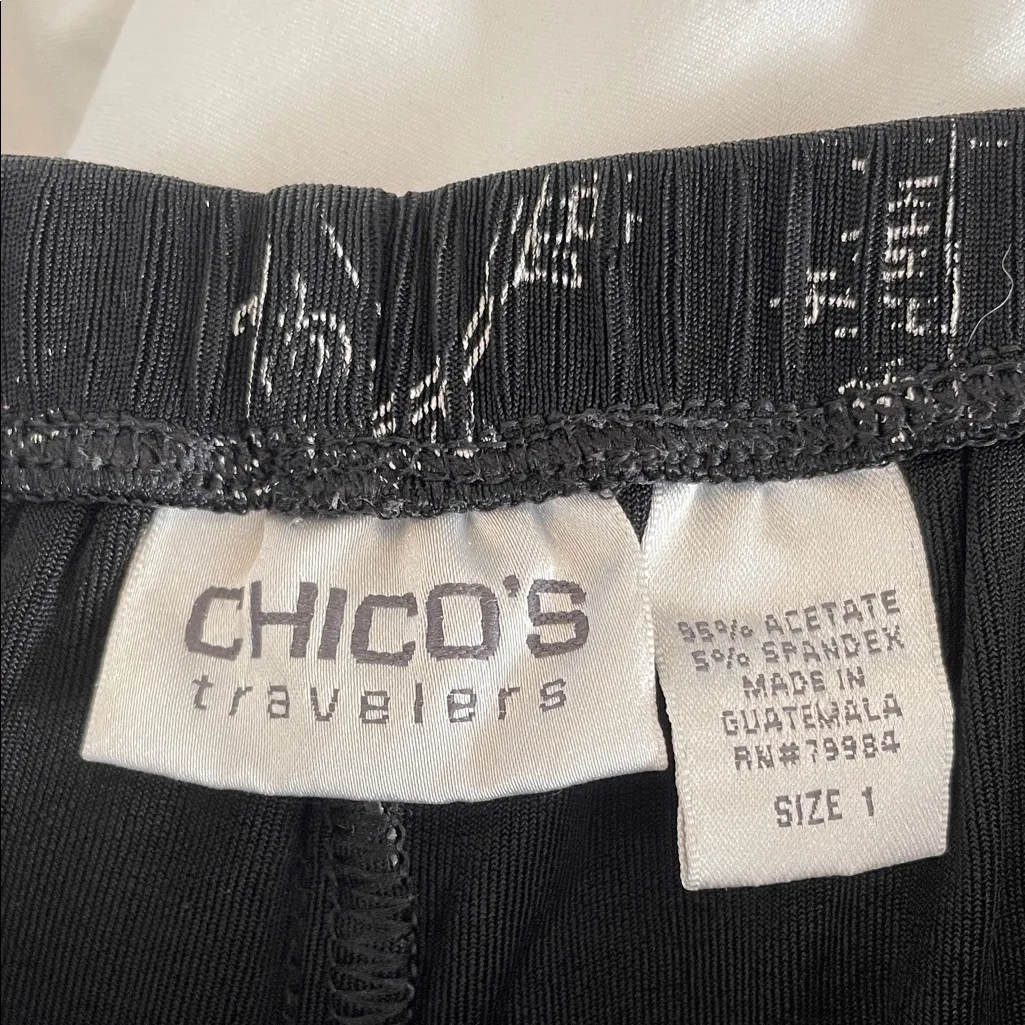 CHICO'S
travelers
95% ACETATE
5% SPANDEX
MADE IN
GUATEMALA
RN#79984
SIZE 1